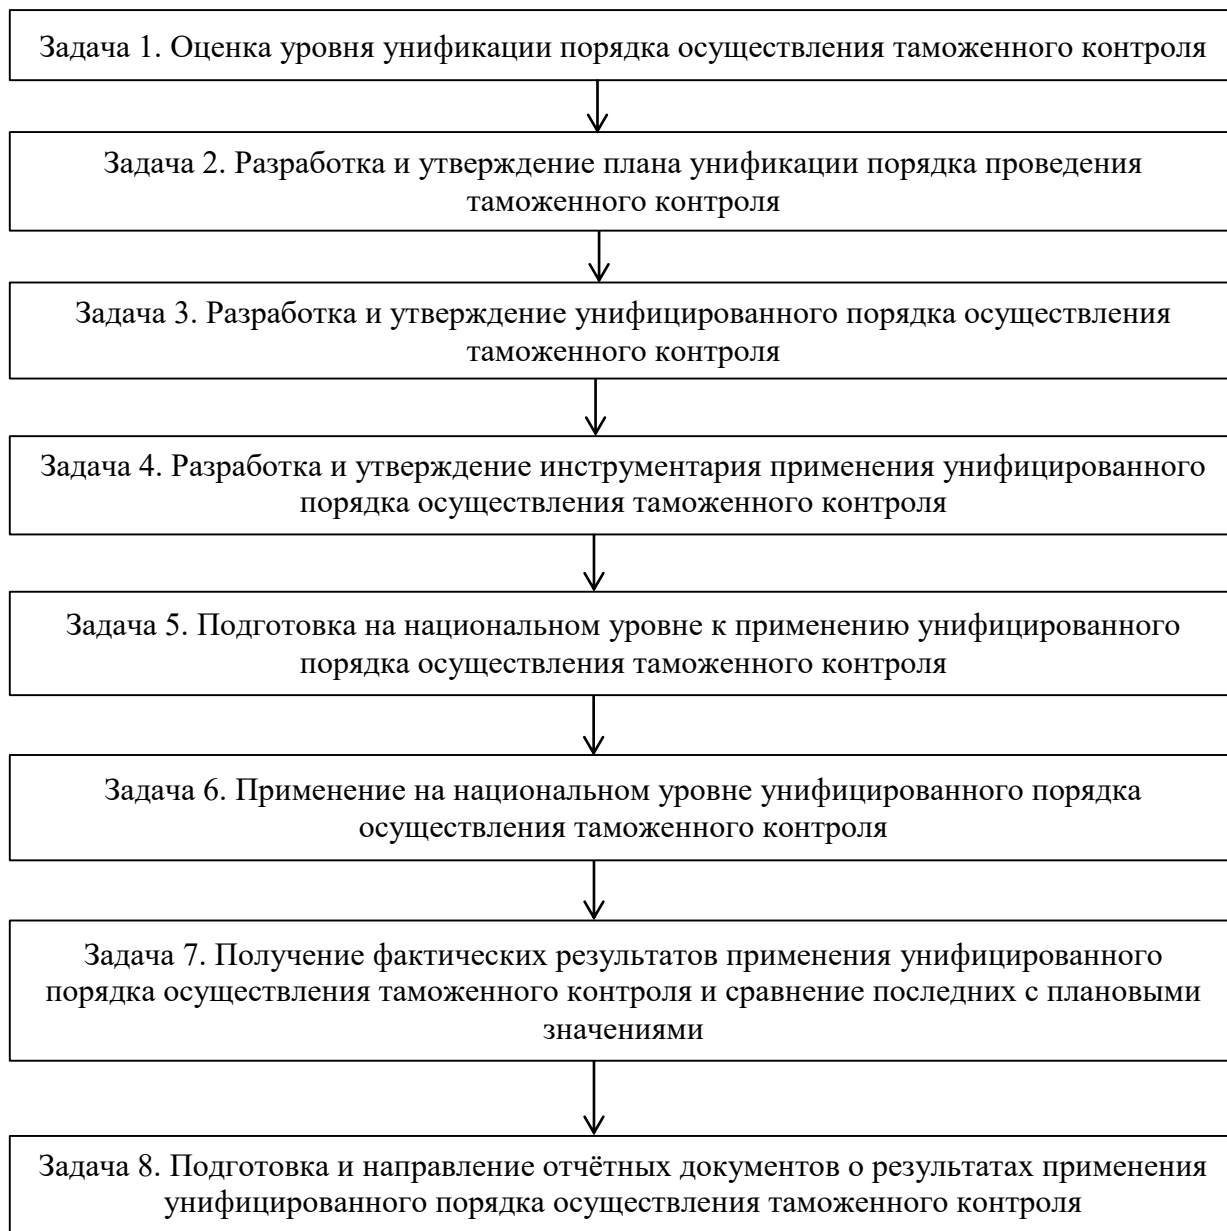 Задача 1. Оценка уровня унификации порядка осуществления таможенного контроля
Задача 2. Разработка и утверждение плана унификации порядка проведения
таможенного контроля
Задача 3. Разработка и утверждение унифицированного порядка осуществления
таможенного контроля
Задача 4. Разработка и утверждение инструментария применения унифицированного
порядка осуществления таможенного контроля
Задача 5. Подготовка на национальном уровне к применению унифицированного
порядка осуществления таможенного контроля
Задача 6. Применение на национальном уровне унифицированного порядка
осуществления таможенного контроля
Задача 7. Получение фактических результатов применения унифицированного
порядка осуществления таможенного контроля и сравнение последних с плановыми
значениями
Задача 8. Подготовка и направление отчётных документов о результатах применения
унифицированного порядка осуществления таможенного контроля